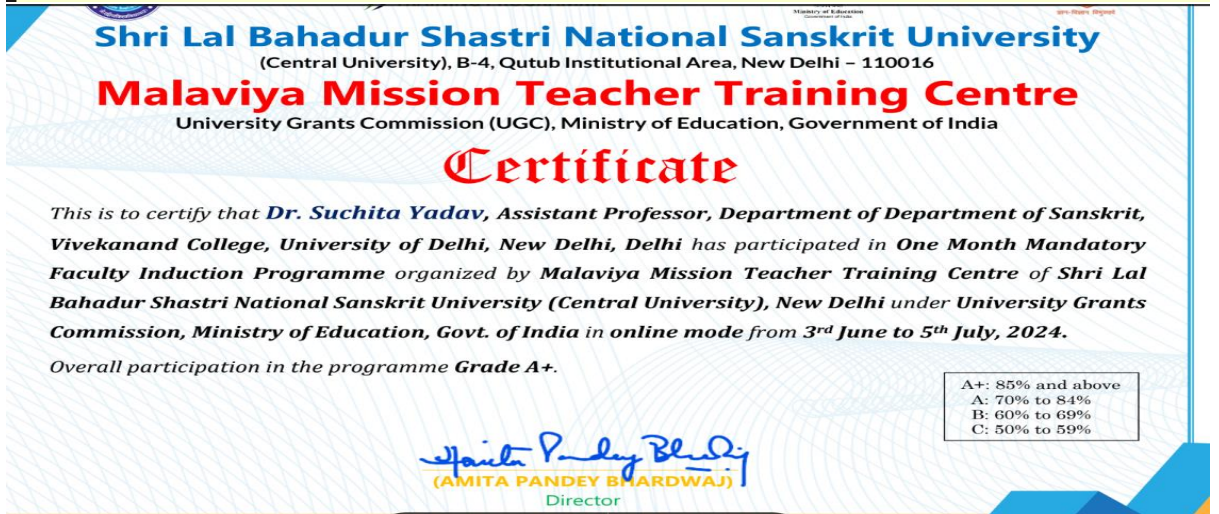 Ministry of Education
Government of India
ज्ञान-विज्ञान विमुक्तये
Shri Lal Bahadur Shastri National Sanskrit University
(Central University), B-4, Qutub Institutional Area, New Delhi – 110016
Malaviya Mission Teacher Training Centre
University Grants Commission (UGC), Ministry of Education, Government of India
Certificate
This is to certify that Dr. Suchita Yadav, Assistant Professor, Department of Department of Sanskrit,
Vivekanand College, University of Delhi, New Delhi, Delhi has participated in One Month Mandatory
Faculty Induction Programme organized by Malaviya Mission Teacher Training Centre of Shri Lal
Bahadur Shastri National Sanskrit University (Central University), New Delhi under University Grants
Commission, Ministry of Education, Govt. of India in online mode from 3rd June to 5th July, 2024.
Overall participation in the programme Grade A+.
A+: 85% and above
A: 70% to 84%
B: 60% to 69%
C: 50% to 59%
Amita Pandey Bhardwaj
(AMITA PANDEY BHARDWAJ)
Director